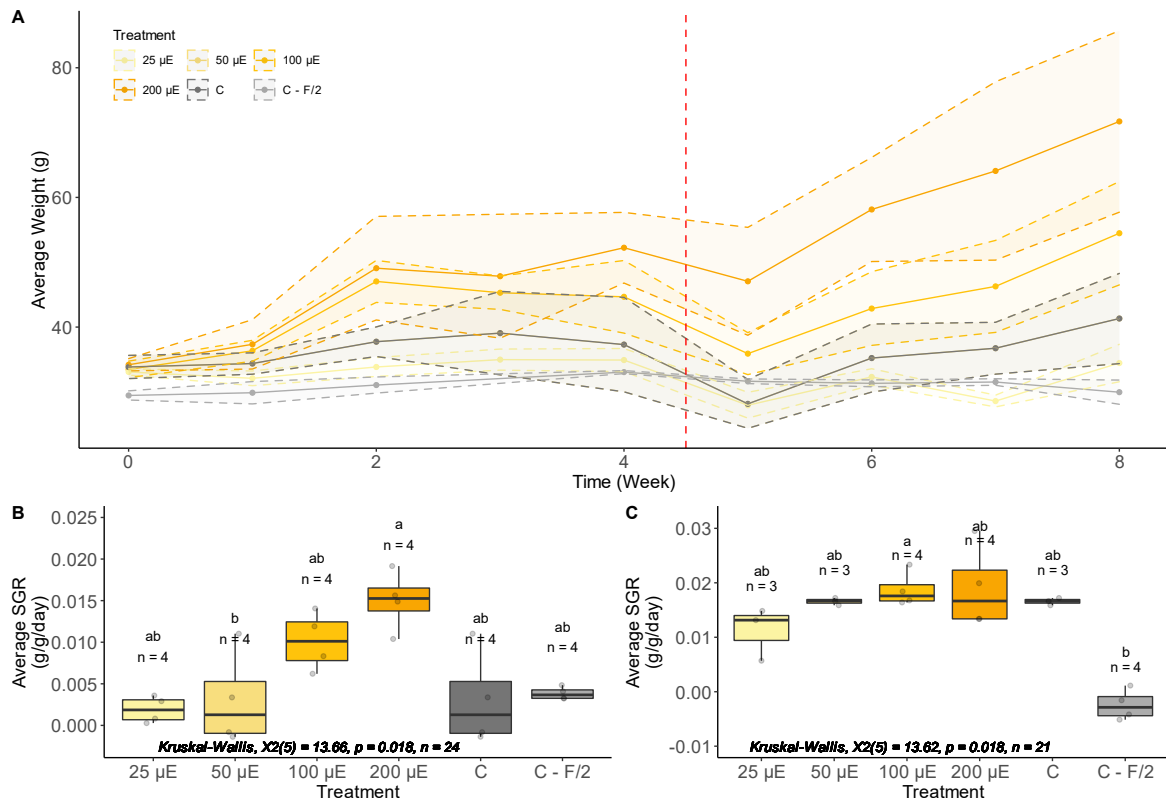 A
Treatment
25 µE 50 µE 100 µE
200 µE C C - F/2
Average Weight (g)
80
60
40
0 2 4 6 8
Time (Week)
B
Average SGR
(g/g/day)
0.025
0.020
0.015
0.010
0.005
0.000
ab
n = 4
b
n = 4
ab
n = 4
a
n = 4
ab
n = 4
ab
n = 4
Kruskal-Wallis, X2(5) = 13.66, p = 0.018, n = 24
25 µE 50 µE 100 µE 200 µE C C - F/2
Treatment
C
Average SGR
(g/g/day)
0.03
0.02
0.01
0.00
-0.01
ab
n = 3
ab
n = 3
a
n = 4
ab
n = 4
ab
n = 3
b
n = 4
Kruskal-Wallis, X2(5) = 13.62, p = 0.018, n = 21
25 µE 50 µE 100 µE 200 µE C C - F/2
Treatment